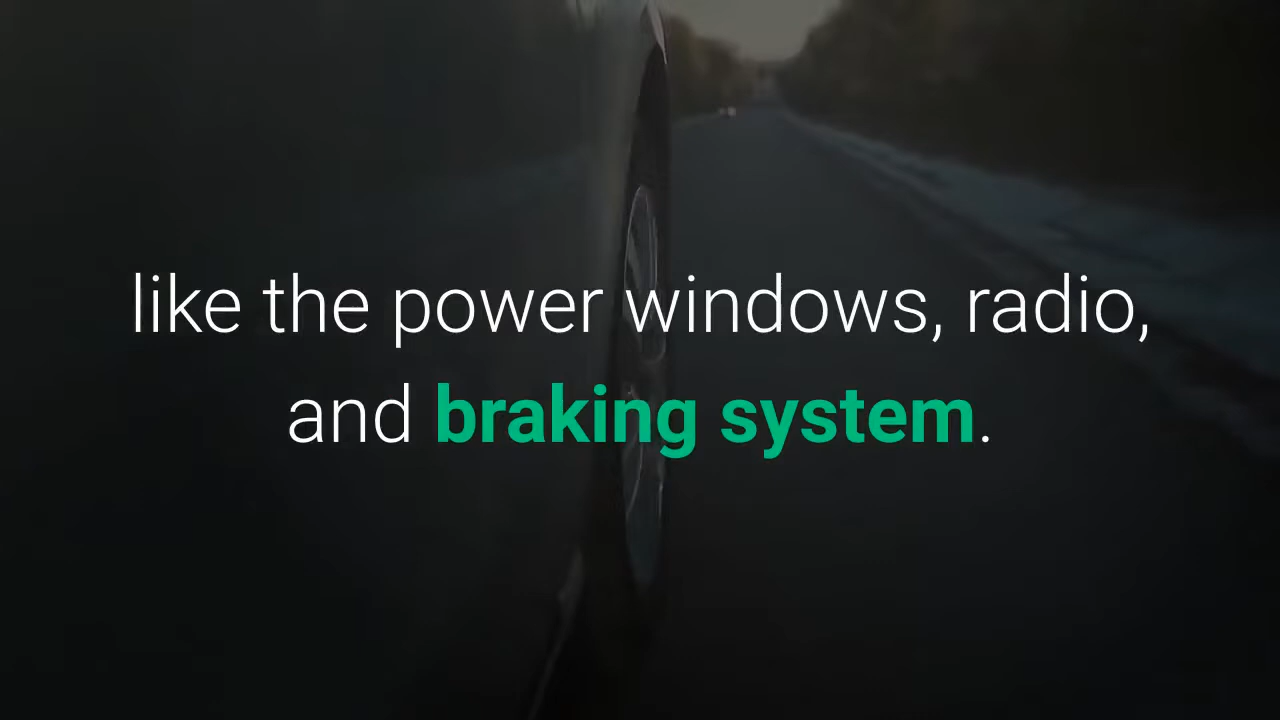 like the power windows, radio,
and braking system.